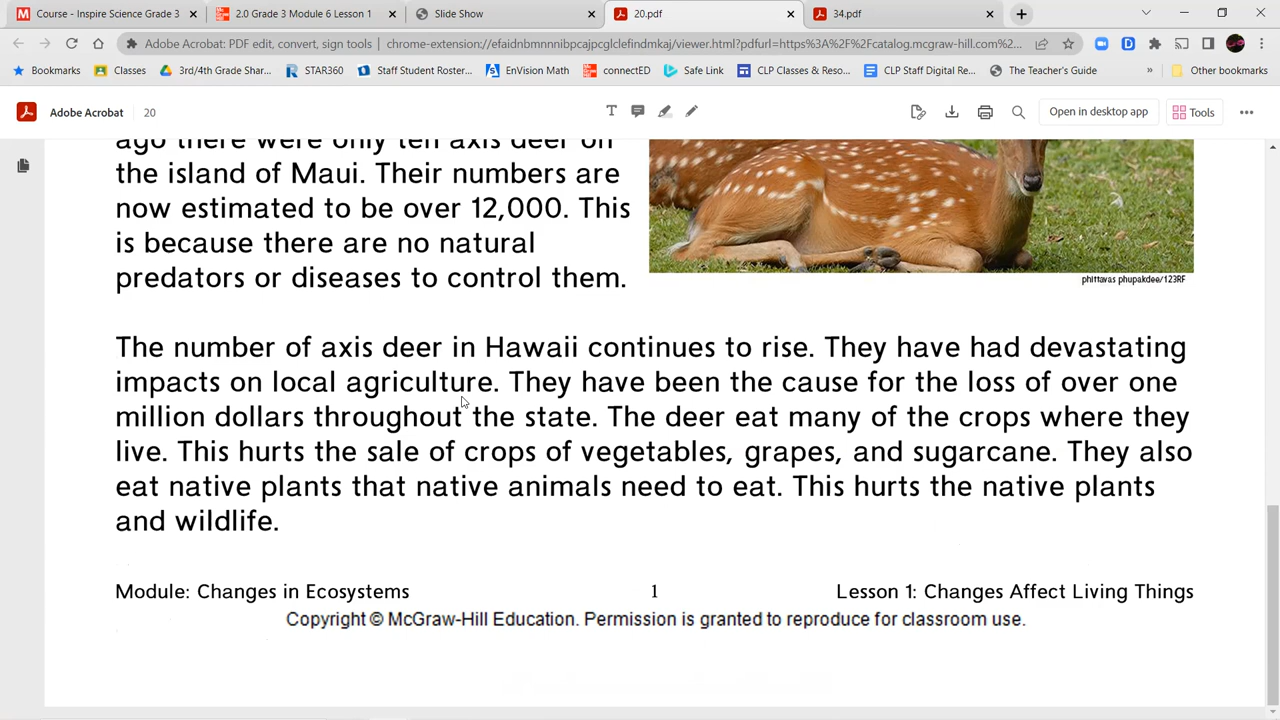 Course - Inspire Science Grade 3
2.0 Grade 3 Module 6 Lesson 1
Slide Show
20.pdf
34.pdf
Adobe Acrobat: PDF edit, convert, sign tools | chrome-extension://efaidnbmnnnibpcajpcglclefindmkaj/viewer.html?pdfurl=https%3A%2F%2Fcatalog.mcgraw-hill.com%2...
Bookmarks
Classes
3rd/4th Grade Shar...
STAR360
Staff Student Roster...
EnVision Math
connectED
Safe Link
CLP Classes & Reso...
CLP Staff Digital Re...
The Teacher's Guide
»
Other bookmarks
Adobe Acrobat
20
Open in desktop app
Tools
ago there were only ten axis deer on
the island of Maui. Their numbers are
now estimated to be over 12,000. This
is because there are no natural
predators or diseases to control them.
phittavas phupakdee/123RF
The number of axis deer in Hawaii continues to rise. They have had devastating
impacts on local agriculture. They have been the cause for the loss of over one
million dollars throughout the state. The deer eat many of the crops where they
live. This hurts the sale of crops of vegetables, grapes, and sugarcane. They also
eat native plants that native animals need to eat. This hurts the native plants
and wildlife.
Module: Changes in Ecosystems
1
Lesson 1: Changes Affect Living Things
Copyright © McGraw-Hill Education. Permission is granted to reproduce for classroom use.